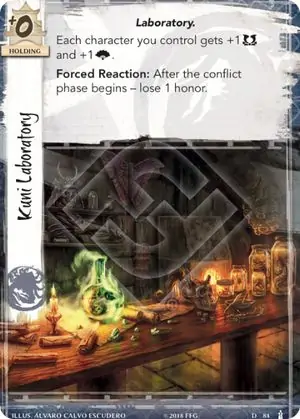 +0
HOLDING
Laboratory.
Each character you control gets +1
and +1 .
Forced Reaction: After the conflict
phase begins – lose 1 honor.
Kuni Laboratory
ILLUS. ÁLVARO CALVO ESCUDERO
©2018 FFG
D 84